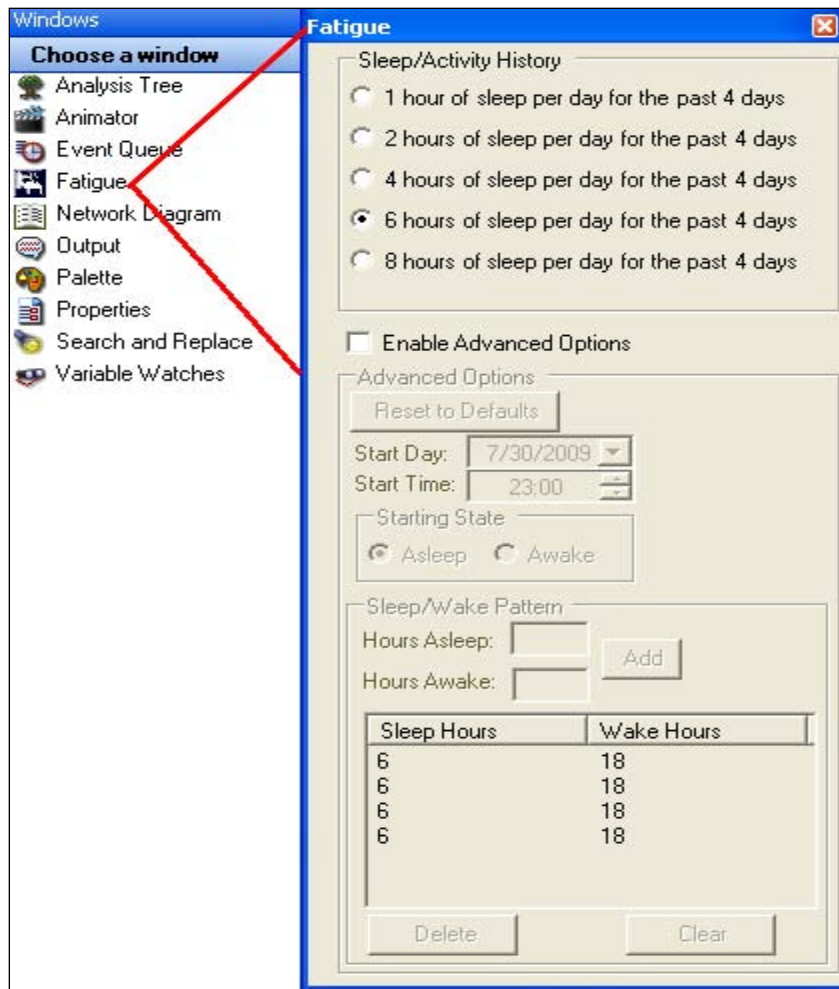 Windows
Choose a window
Analysis Tree
Animator
Event Queue
Fatigue
Network Diagram
Output
Palette
Properties
Search and Replace
Variable Watches
Fatigue
Sleep/Activity History
1 hour of sleep per day for the past 4 days
2 hours of sleep per day for the past 4 days
4 hours of sleep per day for the past 4 days
6 hours of sleep per day for the past 4 days
8 hours of sleep per day for the past 4 days
Enable Advanced Options
Advanced Options
Reset to Defaults
Start Day: 7/30/2009
Start Time: 23:00
Starting State
Asleep Awake
Sleep/Wake Pattern
Hours Asleep:
Add
Hours Awake:
Sleep Hours Wake Hours
6 18
6 18
6 18
6 18
Delete Clear